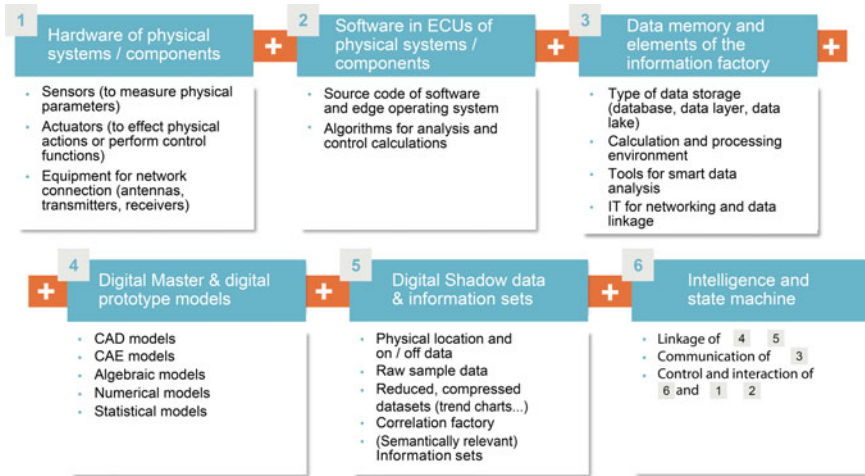 1
Hardware of physical
systems / components
+
2
Software in ECUs of
physical systems /
components
+
3
Data memory and
elements of the
information factory
+
• Sensors (to measure physical
parameters)
• Actuators (to effect physical
actions or perform control
functions)
• Equipment for network
connection (antennas,
transmitters, receivers)
• Source code of software
and edge operating system
• Algorithms for analysis and
control calculations
• Type of data storage
(database, data layer, data
lake)
• Calculation and processing
environment
• Tools for smart data
analysis
• IT for networking and data
linkage
+
4
Digital Master & digital
prototype models
+
5
Digital Shadow data
& information sets
+
6
Intelligence and
state machine
• CAD models
• CAE models
• Algebraic models
• Numerical models
• Statistical models
• Physical location and
on / off data
• Raw sample data
• Reduced, compressed
datasets (trend charts...)
• Correlation factory
• (Semantically relevant)
Information sets
• Linkage of 4 5
• Communication of 3
• Control and interaction of
6 and 1 2